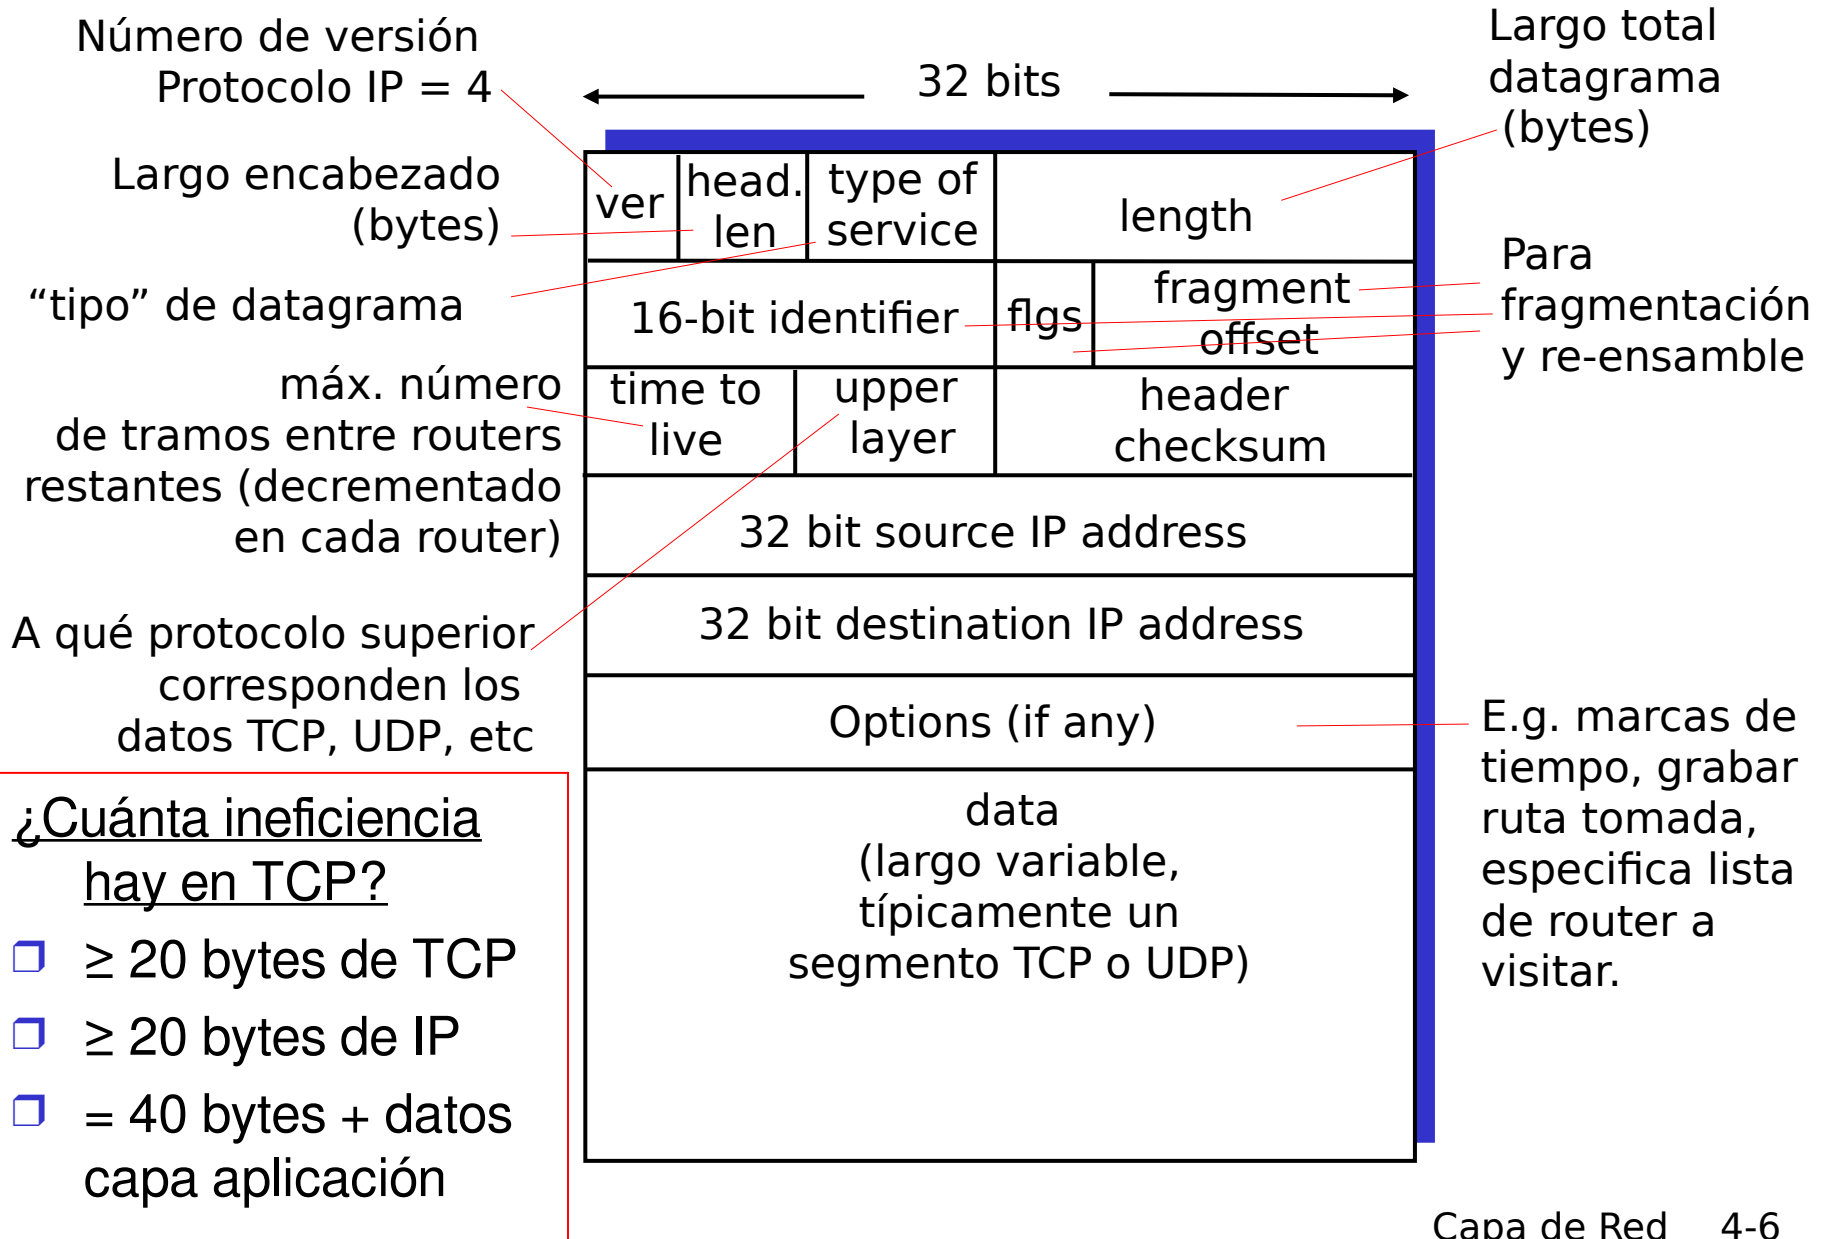 Número de versión
Protocolo IP = 4
Largo encabezado
(bytes)
“tipo” de datagrama
máx. número
de tramos entre routers
restantes (decrementado
en cada router)
A qué protocolo superior
corresponden los
datos TCP, UDP, etc
¿Cuánta ineficiencia
hay en TCP?
≥ 20 bytes de TCP
≥ 20 bytes de IP
= 40 bytes + datos
capa aplicación
32 bits
ver
head.
len
type of
service
length
16-bit identifier
flgs
fragment
offset
time to
live
upper
layer
header
checksum
32 bit source IP address
32 bit destination IP address
Options (if any)
data
(largo variable,
típicamente un
segmento TCP o UDP)
Largo total
datagrama
(bytes)
Para
fragmentación
y re-ensamble
E.g. marcas de
tiempo, grabar
ruta tomada,
especifica lista
de router a
visitar.
Capa de Red 4-6